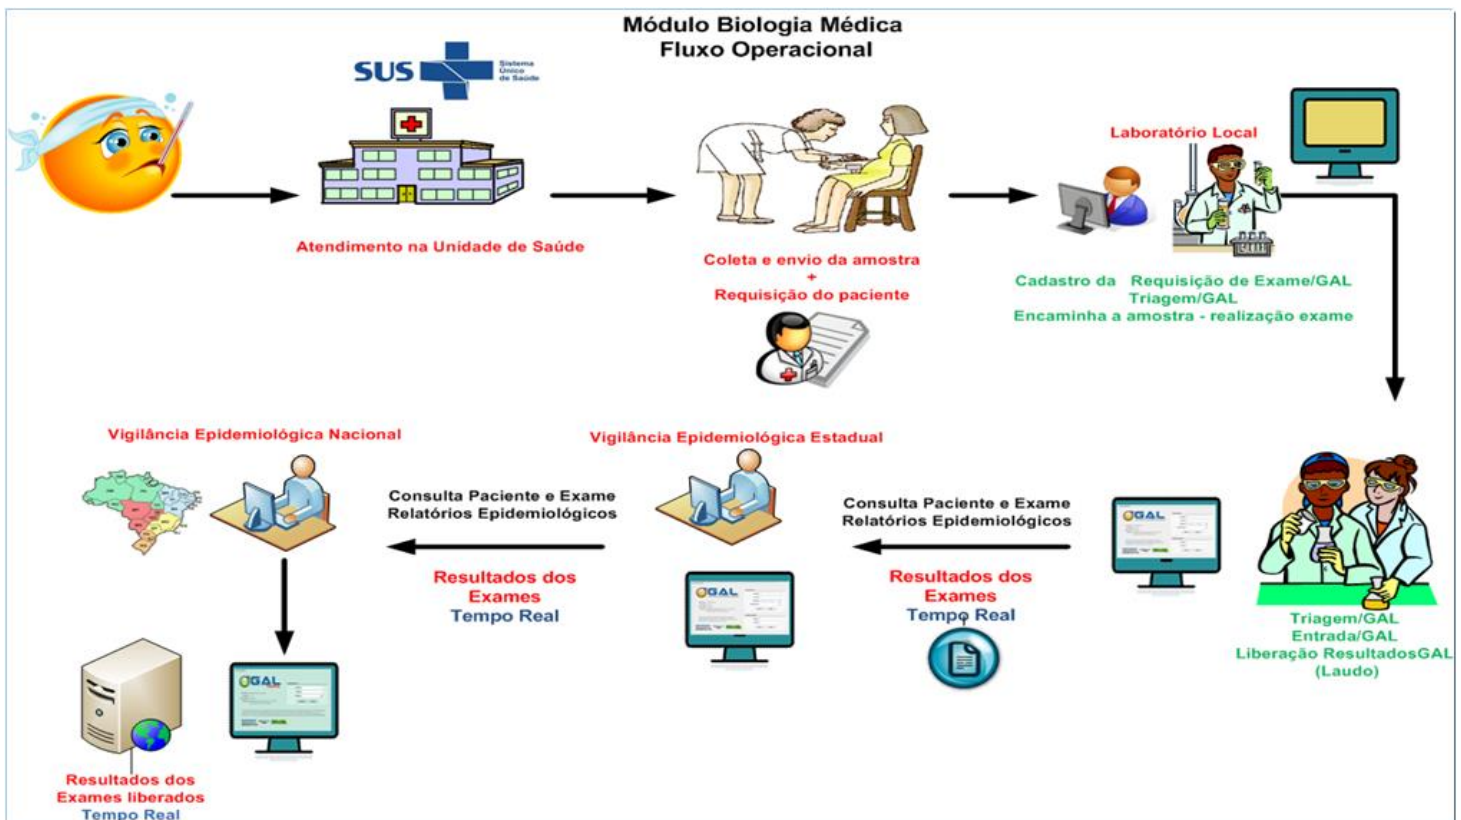 Módulo Biologia Médica
Fluxo Operacional
SUS
Sistema
Único
de Saúde
Laboratório Local
Atendimento na Unidade de Saúde
Coleta e envio da amostra
+
Requisição do paciente
Cadastro da Requisição de Exame/GAL
Triagem/GAL
Encaminha a amostra - realização exame
Vigilância Epidemiológica Nacional
Vigilância Epidemiológica Estadual
Consulta Paciente e Exame
Relatórios Epidemiológicos
Resultados dos
Exames
Tempo Real
GAL
Consulta Paciente e Exame
Relatórios Epidemiológicos
Resultados dos
Exames
Tempo Real
GAL
Triagem/GAL
Entrada/GAL
Liberação ResultadosGAL
(Laudo)
GAL
Resultados dos
Exames liberados
Tempo Real